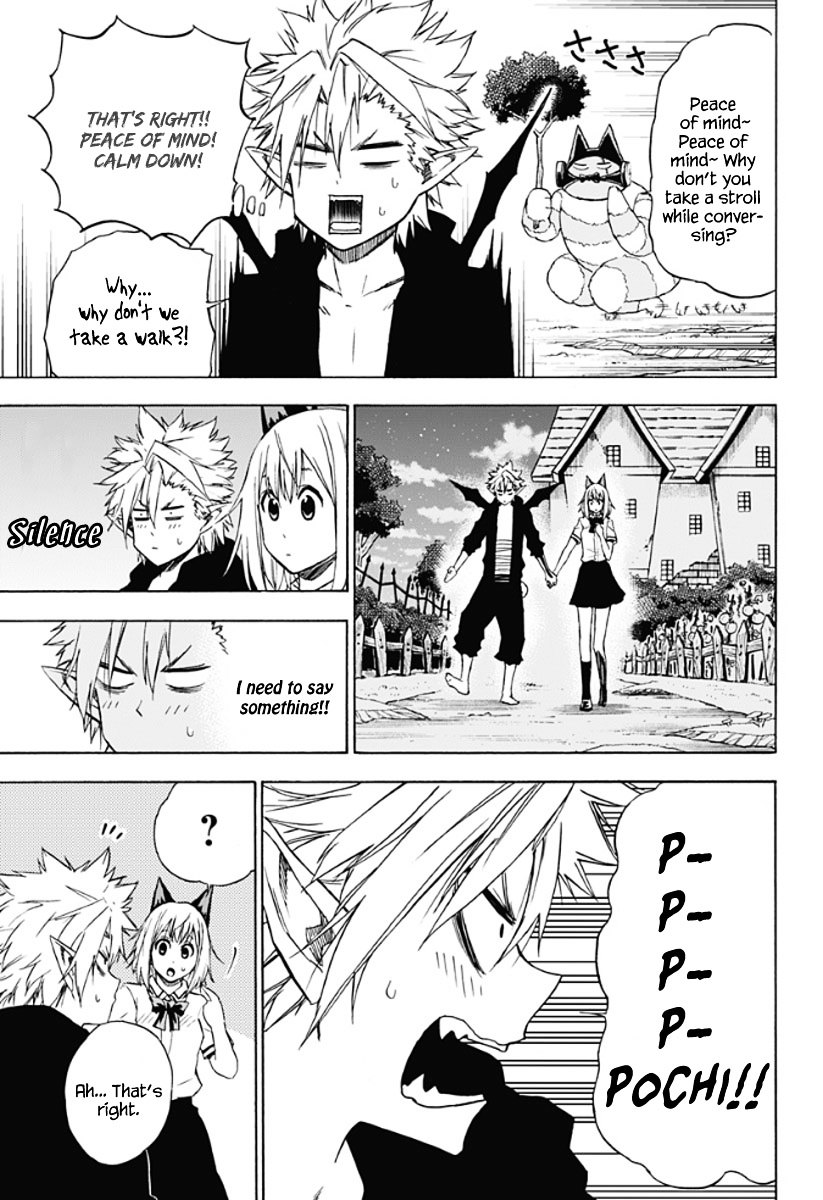 Peace
of mind~
Peace of
mind~ Why
don't you
take a stroll
while conver-
sing?
ささささ
THAT'S RIGHT!!
PEACE OF MIND!
CALM DOWN!
Why...
why don't we
take a walk?!
Silence
I need to say
something!!
P-
P-
P-
P-
POCHI!!
?
Ah... That's
right.